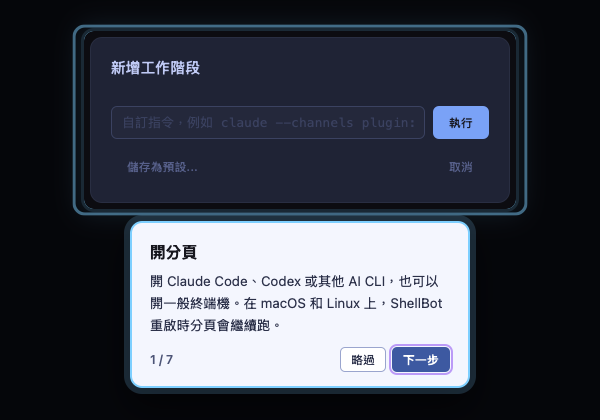 新增工作階段
自訂指令，例如 claude --channels plugin:
執行
儲存為預設...
取消
開分頁
開 Claude Code、Codex 或其他 AI CLI，也可以
開一般終端機。在 macOS 和 Linux 上，ShellBot
重啟時分頁會繼續跑。
1 / 7
略過
下一步